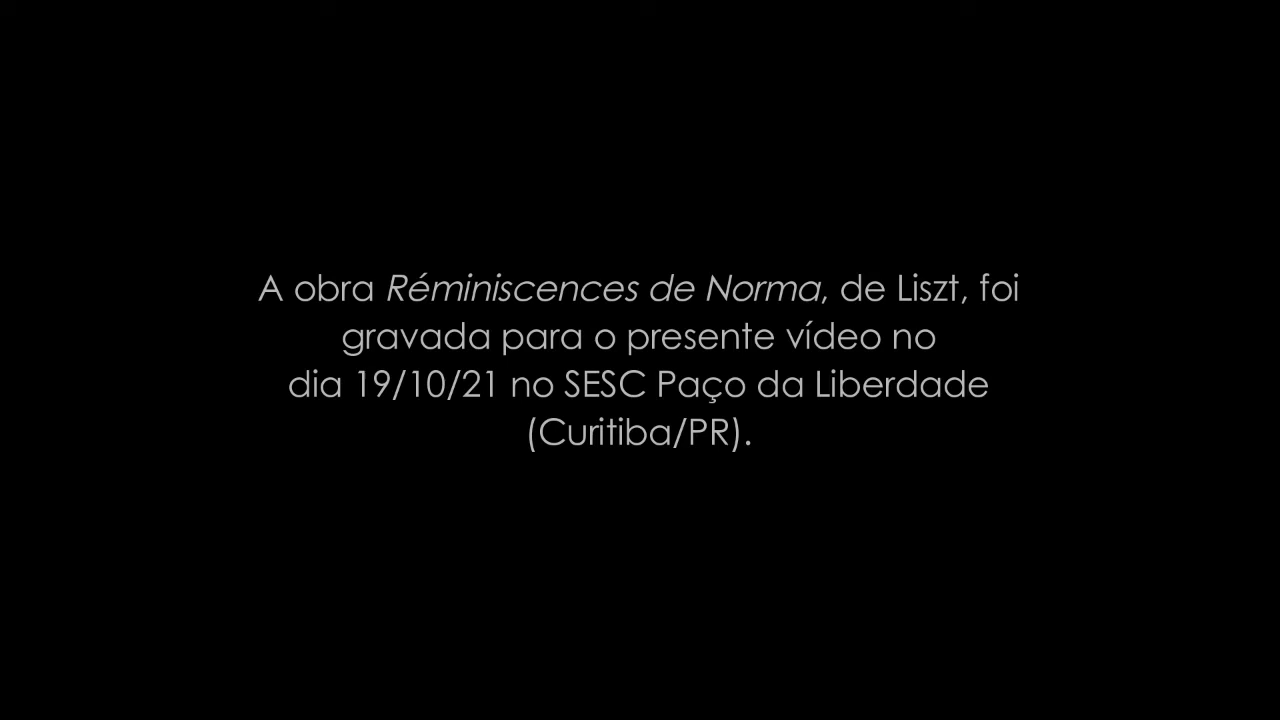 A obra Réminiscences de Norma, de Liszt, foi
gravada para o presente vídeo no
dia 19/10/21 no SESC Paço da Liberdade
(Curitiba/PR).